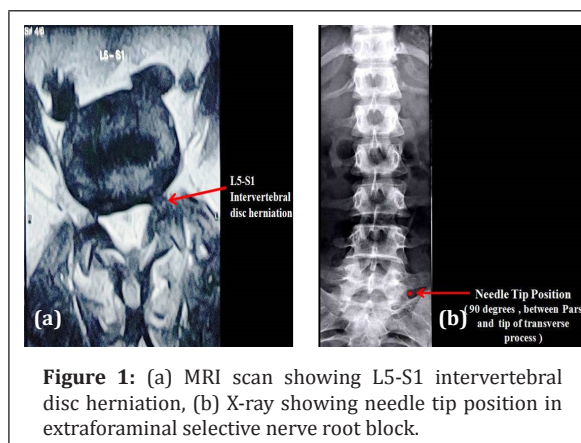 L5-S1
L5-S1
Intervertebral
disc herniation
(a)
Needle Tip Position
( 90 degrees , between Pars
and tip of transverse
process )
(b)
Figure 1: (a) MRI scan showing L5-S1 intervertebral
disc herniation, (b) X-ray showing needle tip position in
extraforaminal selective nerve root block.